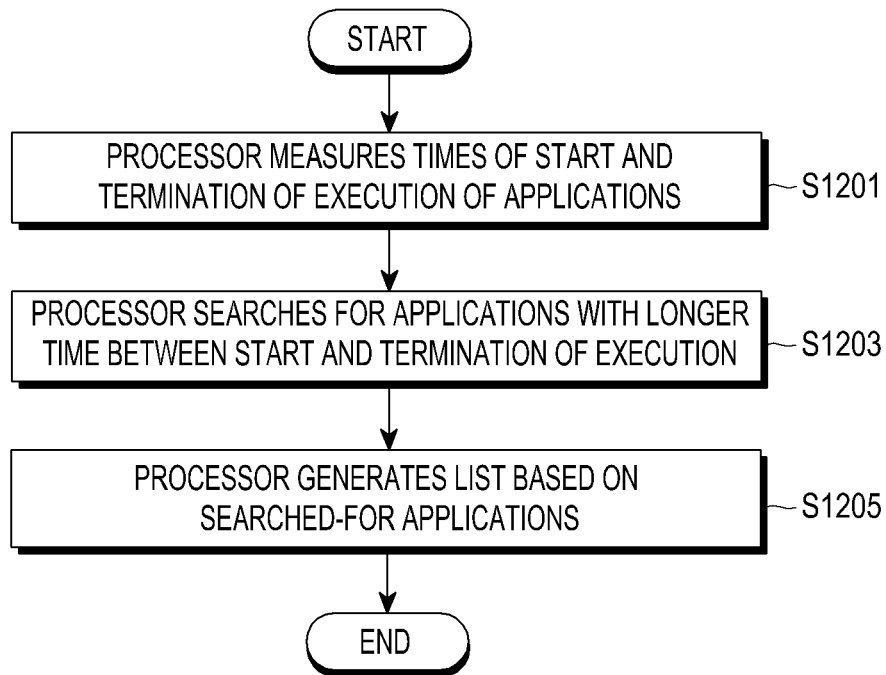 START
PROCESSOR MEASURES TIMES OF START AND
TERMINATION OF EXECUTION OF APPLICATIONS
S1201
PROCESSOR SEARCHES FOR APPLICATIONS WITH LONGER
TIME BETWEEN START AND TERMINATION OF EXECUTION
S1203
PROCESSOR GENERATES LIST BASED ON
SEARCHED-FOR APPLICATIONS
S1205
END